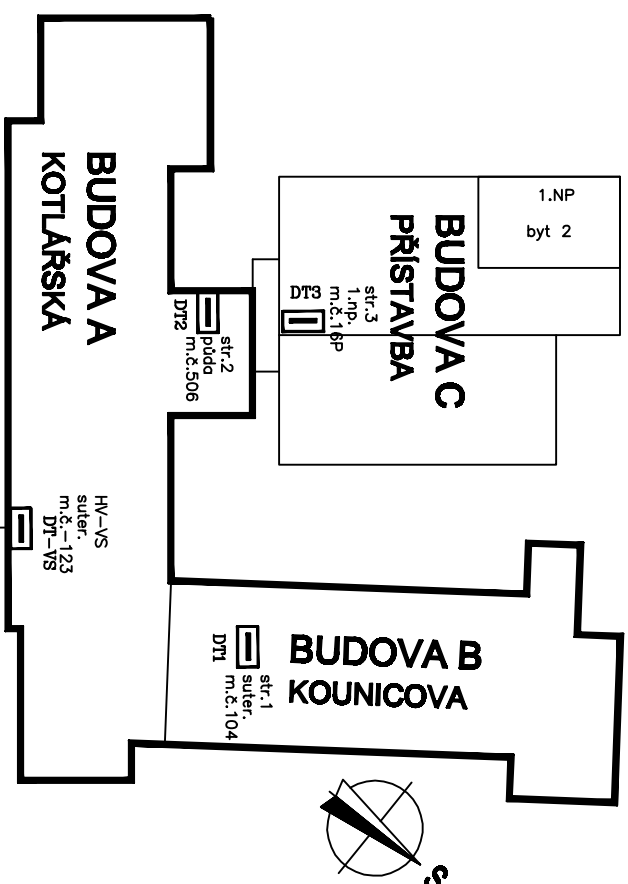 1.NP
byt 2
BUDOVA C
PŘÍSTAVBA
str.3
1.np.
m.č.16P
DT3
BUDOVA A
KOTLÁŘSKÁ
str.2
půda
m.č.506
DT2
HV-VS
suter.
m.č.-123
DT-VS
BUDOVA B
KOUNICOVA
str.1
suter.
m.č.104
DT1
S